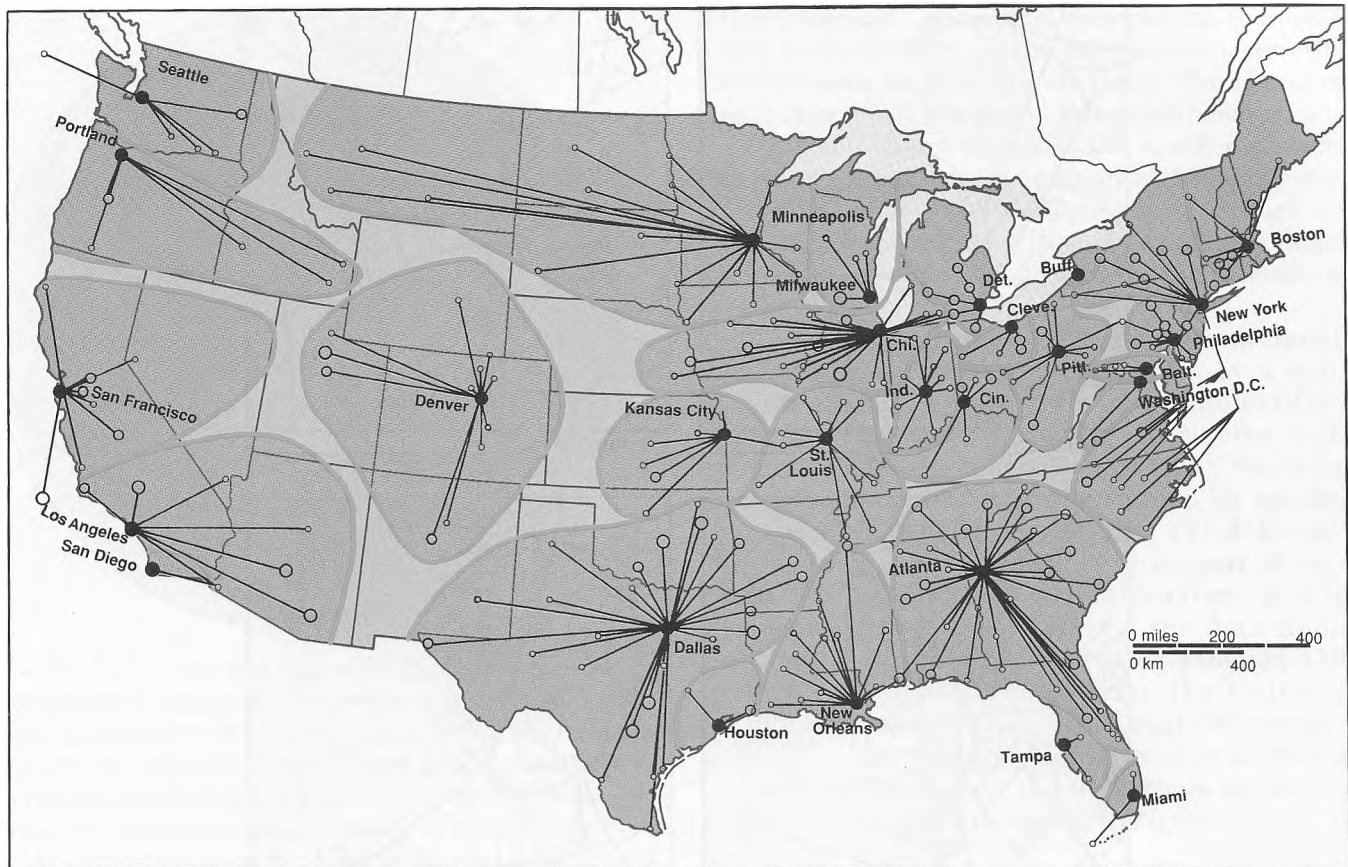 Seattle
Portland
Minneapolis
Boston
Buff.
Det.
Milwaukee
Cleve.
New York
Philadelphia
Chi.
Pitt.
Balt.
Ind.
Cin.
Washington D.C.
San Francisco
Denver
Kansas City
St.
Louis
Los Angeles
San Diego
Atlanta
0 miles 200 400
0 km 400
Dallas
New
Orleans
Houston
Tampa
Miami